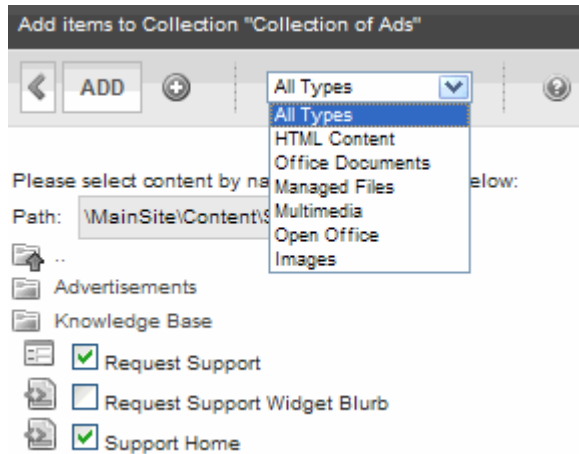 Add items to Collection "Collection of Ads"
ADD
All Types
All Types
HTML Content
Office Documents
Managed Files
Multimedia
Open Office
Images
Please select content by na elow:
Path: \MainSite\Content\S
..
Advertisements
Knowledge Base
Request Support
Request Support Widget Blurb
Support Home